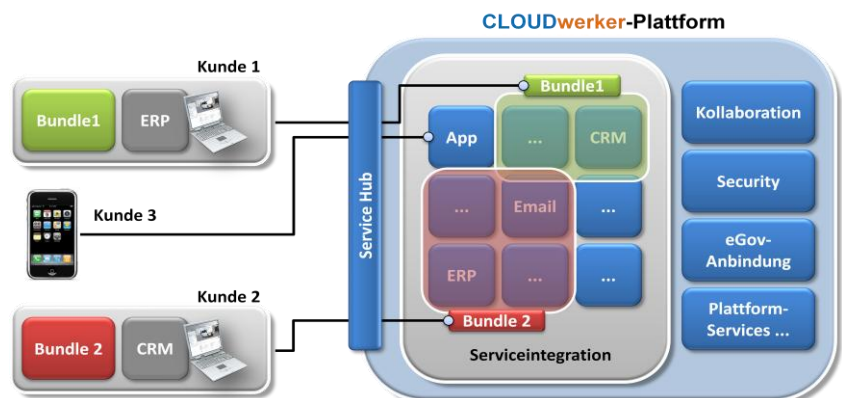 CLOUDwerker-Plattform
Kunde 1
Bundle1
ERP
Kunde 3
Kunde 2
Bundle 2
CRM
Service Hub
Bundle1
App
...
CRM
...
Email
...
ERP
...
...
Bundle 2
Serviceintegration
Kollaboration
Security
eGov-
Anbindung
Plattform-
Services ...